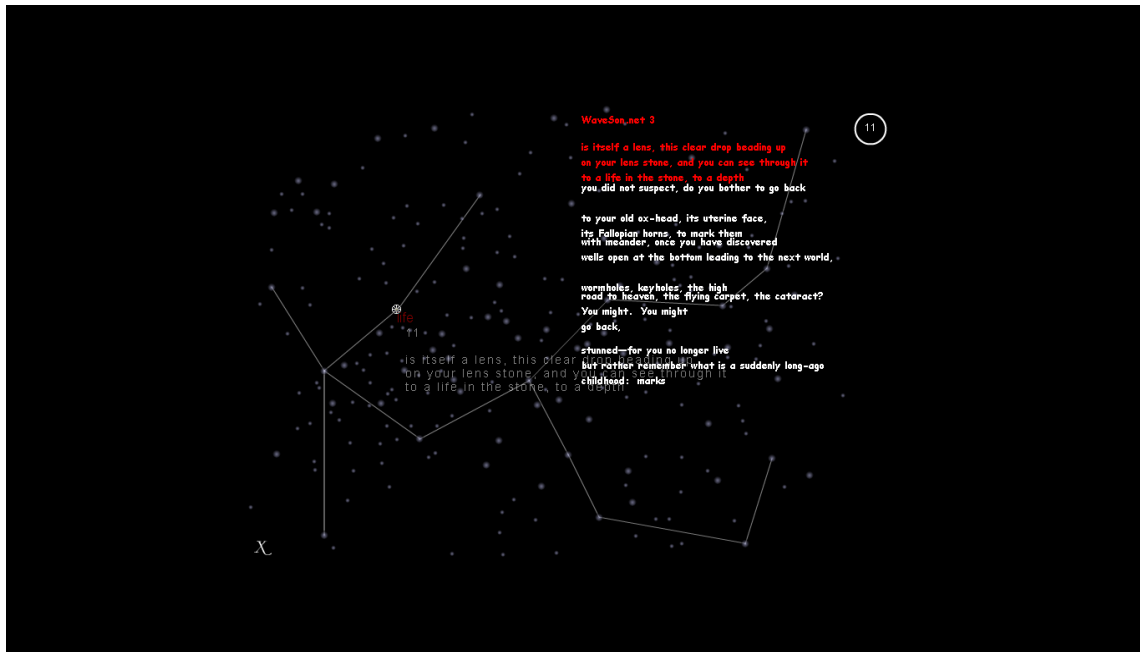 WaveSon.net 3
11
is itself a lens, this clear drop beading up
on your lens stone, and you can see through it
to a life in the stone, to a depth
you did not suspect, do you bother to go back
to your old ox-head, its uterine face,
its Fallopian horns, to mark them
with meander, once you have discovered
wells open at the bottom leading to the next world,
wormholes, keyholes, the high
road to heaven, the flying carpet, the cataract?
You might.  You might
go back,
stunned—for you no longer live
but rather remember what is a suddenly long-ago
childhood:  marks
life
11
is itself a lens, this clear drop beading up
on your lens stone, and you can see through it
to a life in the stone, to a depth
X